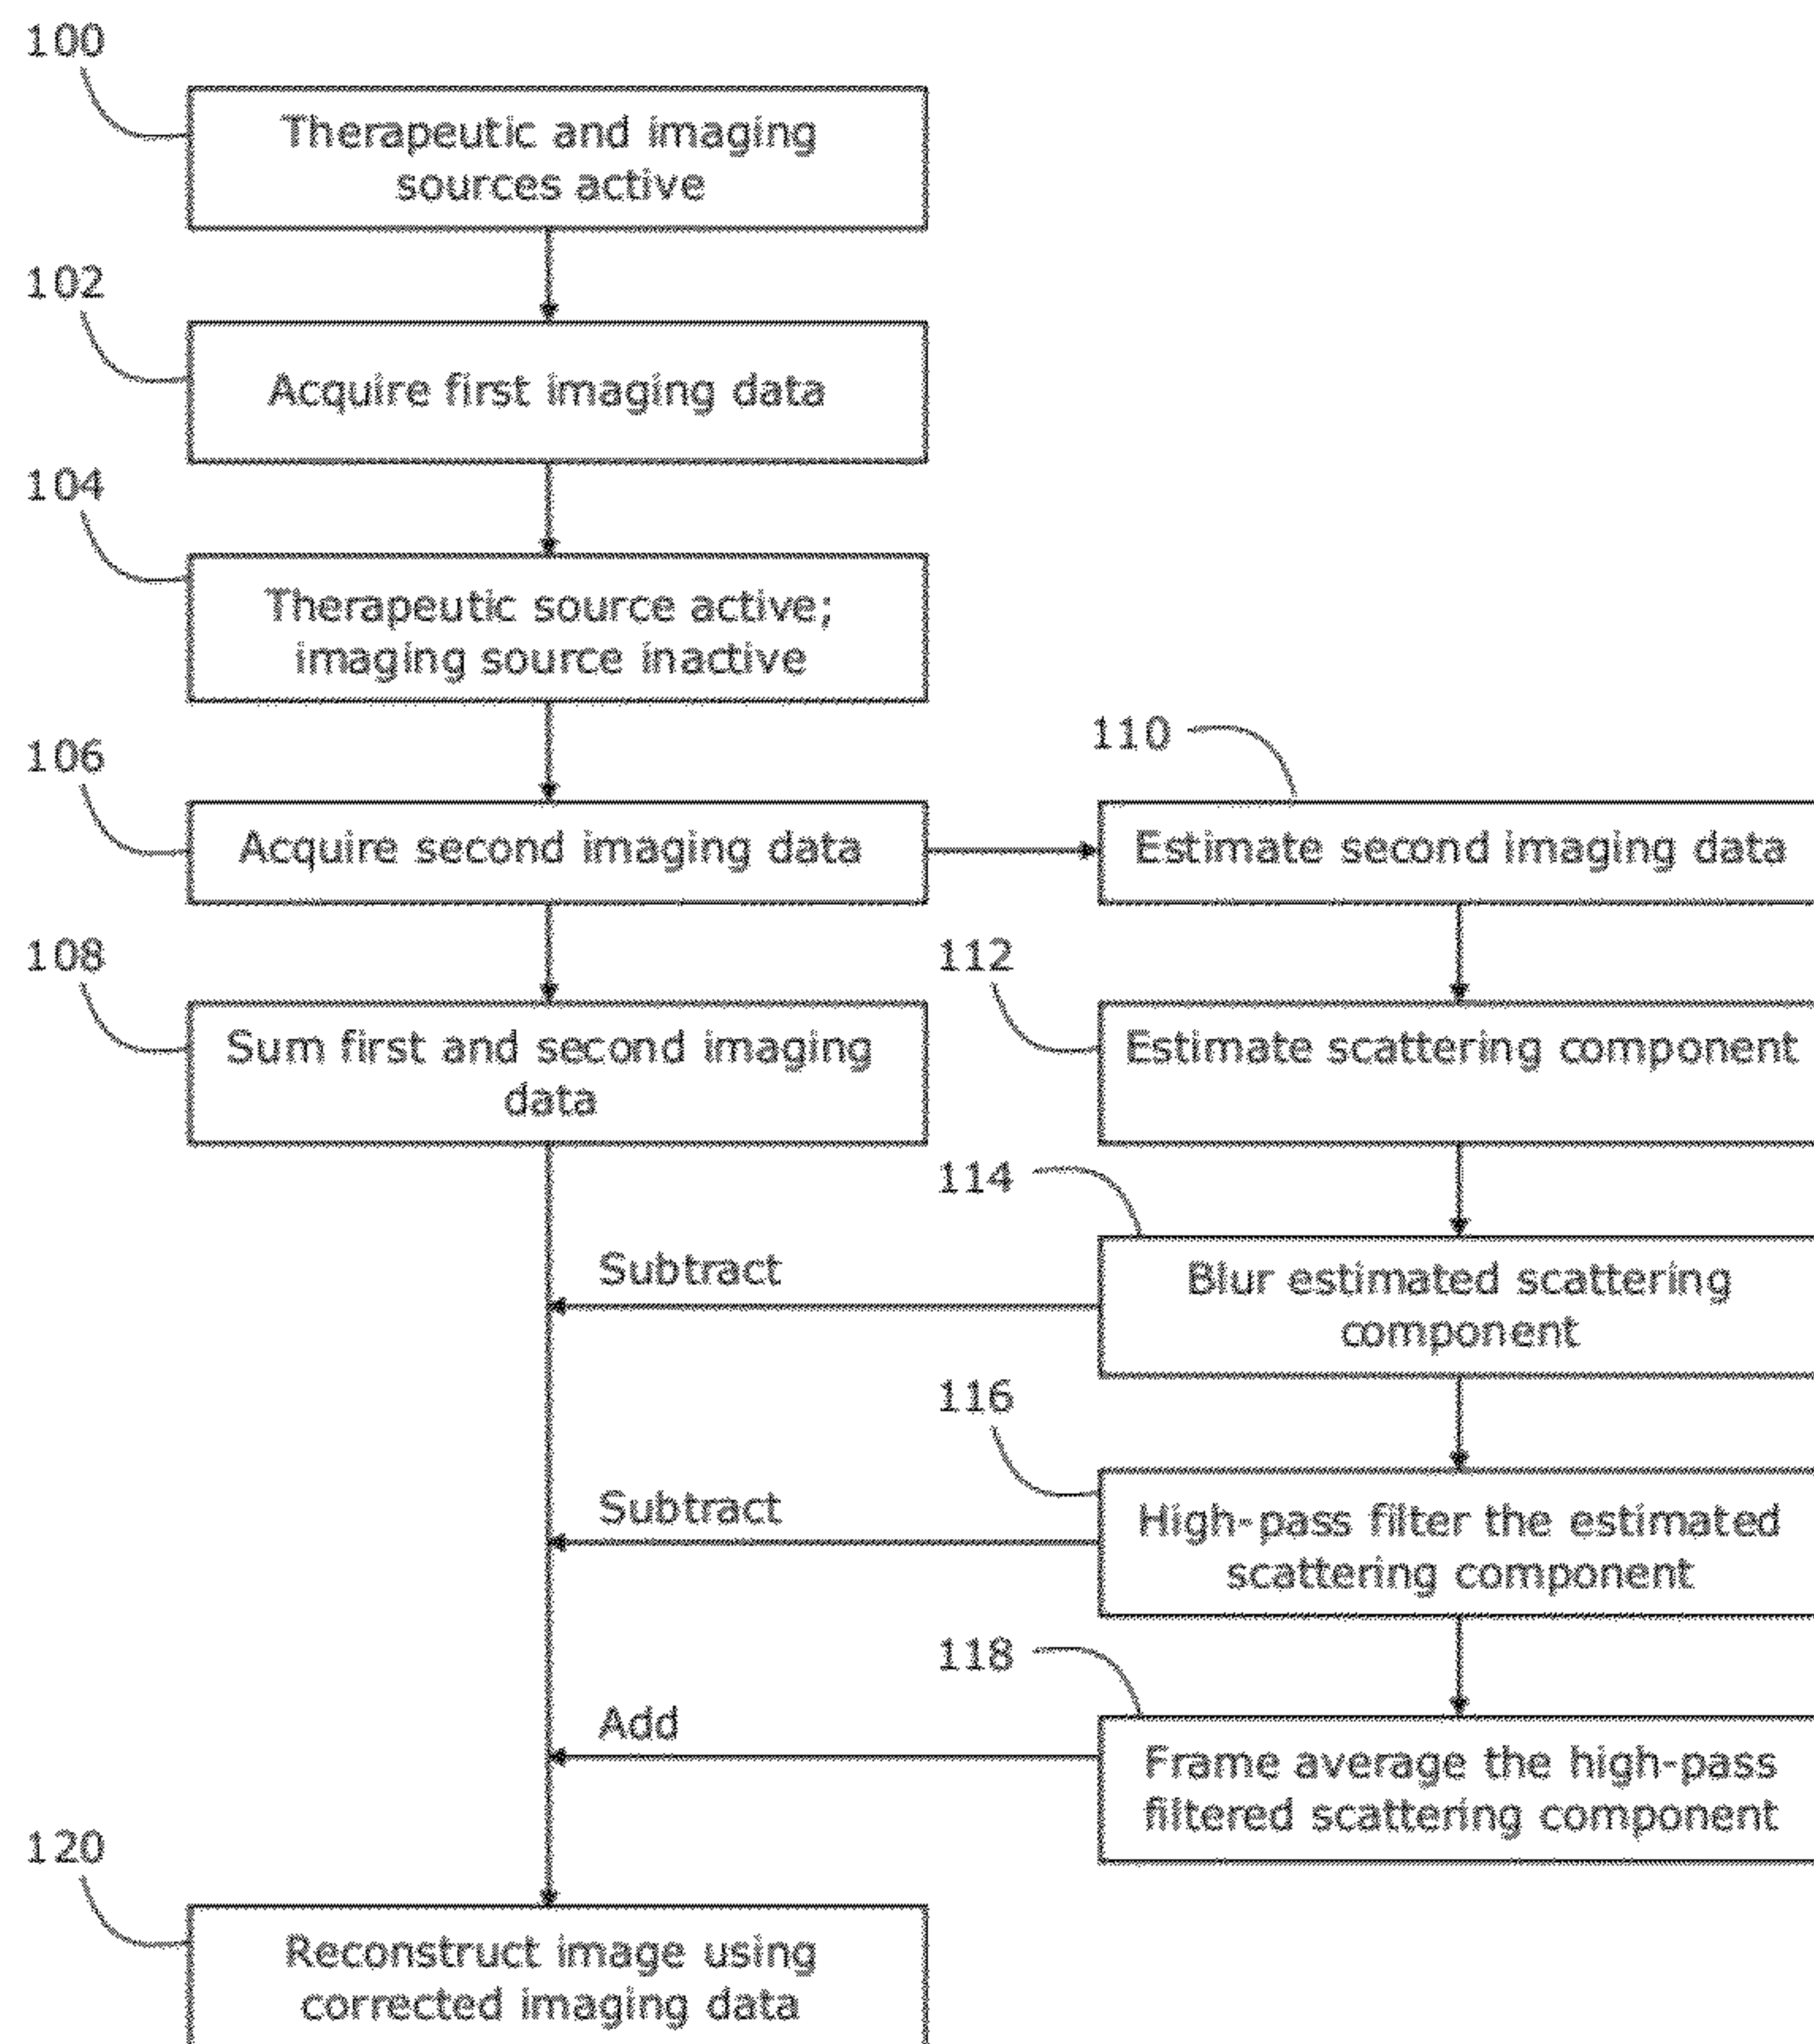 100
Therapeutic and imaging
sources active
102
Acquire first imaging data
104
Therapeutic source active;
imaging source inactive
106
Acquire second imaging data
110
Estimate second imaging data
108
Sum first and second imaging
data
112
Estimate scattering component
114
Subtract
Blur estimated scattering
component
116
Subtract
High-pass filter the estimated
scattering component
118
Add
Frame average the high-pass
filtered scattering component
120
Reconstruct image using
corrected imaging data